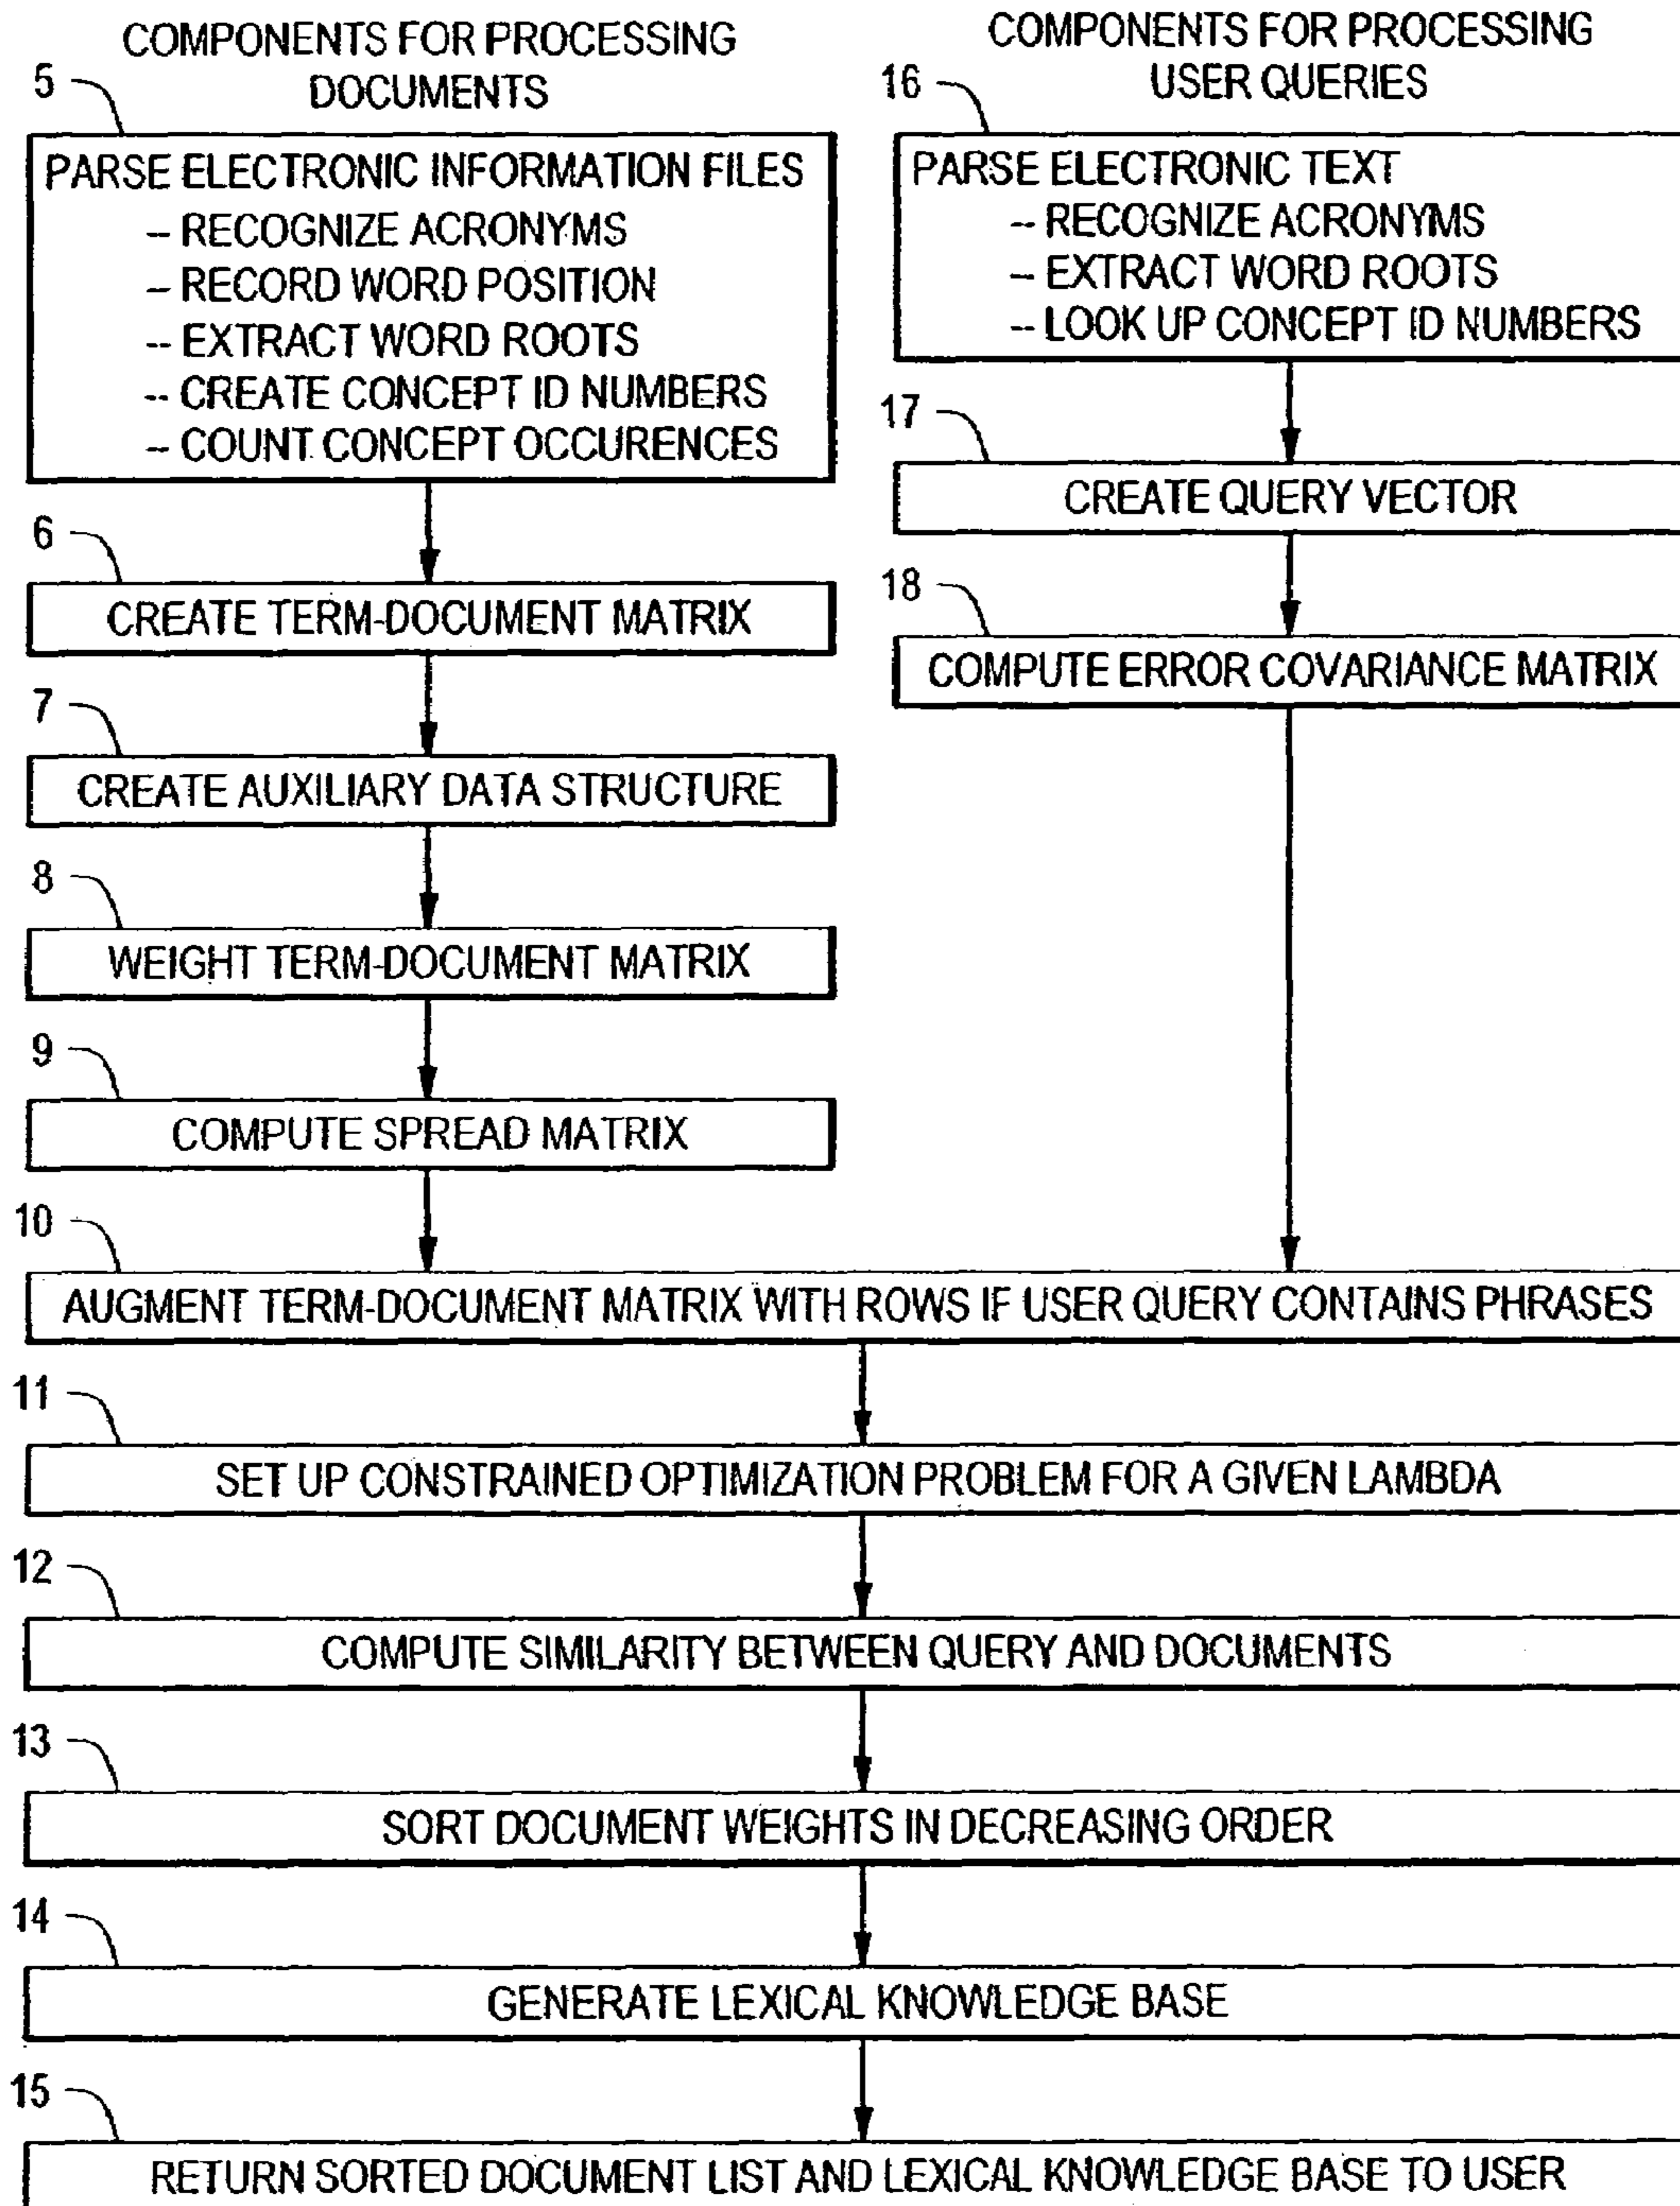 COMPONENTS FOR PROCESSING
DOCUMENTS
5
PARSE ELECTRONIC INFORMATION FILES
-- RECOGNIZE ACRONYMS
-- RECORD WORD POSITION
-- EXTRACT WORD ROOTS
-- CREATE CONCEPT ID NUMBERS
-- COUNT CONCEPT OCCURENCES
6
CREATE TERM-DOCUMENT MATRIX
7
CREATE AUXILIARY DATA STRUCTURE
8
WEIGHT TERM-DOCUMENT MATRIX
9
COMPUTE SPREAD MATRIX
COMPONENTS FOR PROCESSING
USER QUERIES
16
PARSE ELECTRONIC TEXT
-- RECOGNIZE ACRONYMS
-- EXTRACT WORD ROOTS
-- LOOK UP CONCEPT ID NUMBERS
17
CREATE QUERY VECTOR
18
COMPUTE ERROR COVARIANCE MATRIX
10
AUGMENT TERM-DOCUMENT MATRIX WITH ROWS IF USER QUERY CONTAINS PHRASES
11
SET UP CONSTRAINED OPTIMIZATION PROBLEM FOR A GIVEN LAMBDA
12
COMPUTE SIMILARITY BETWEEN QUERY AND DOCUMENTS
13
SORT DOCUMENT WEIGHTS IN DECREASING ORDER
14
GENERATE LEXICAL KNOWLEDGE BASE
15
RETURN SORTED DOCUMENT LIST AND LEXICAL KNOWLEDGE BASE TO USER